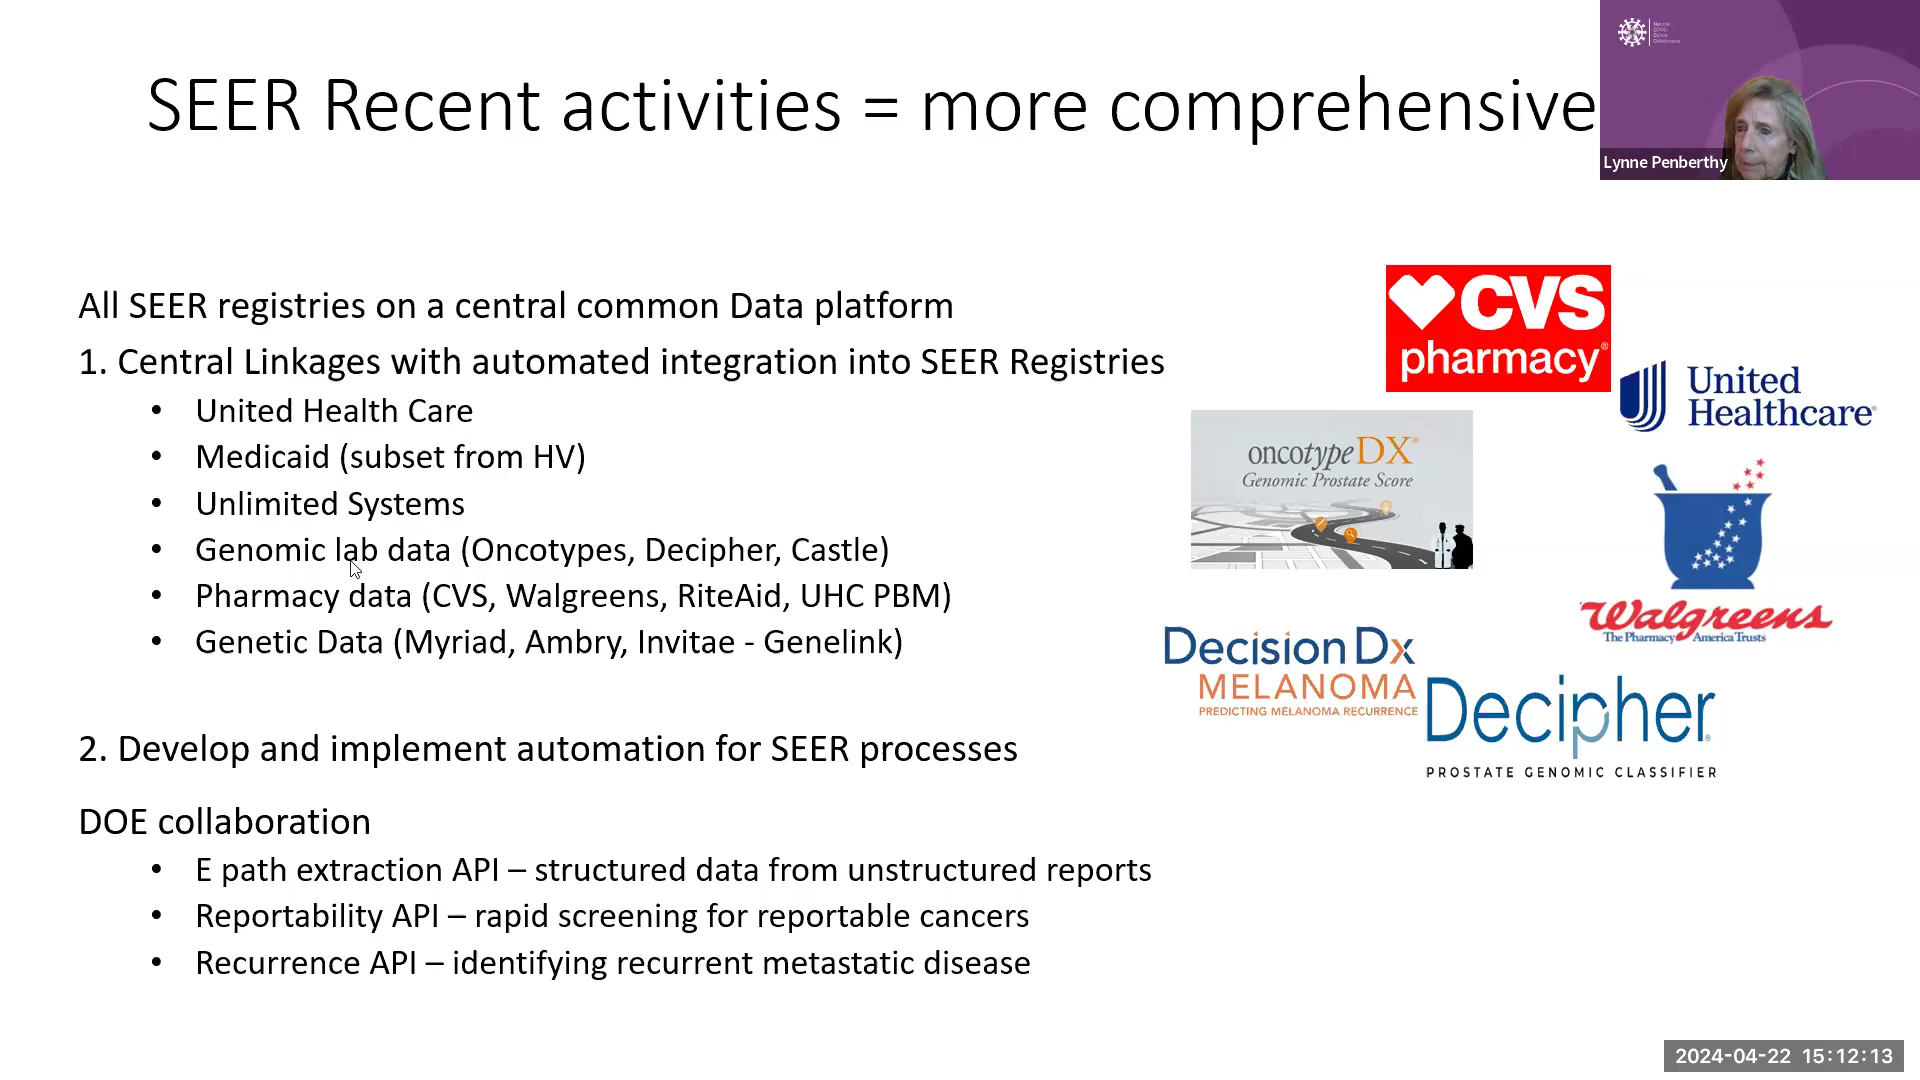 National
COVID
Cohort
Collaborative
SEER Recent activities = more comprehensive
Lynne Penberthy
All SEER registries on a central common Data platform
1. Central Linkages with automated integration into SEER Registries
• United Health Care
• Medicaid (subset from HV)
• Unlimited Systems
• Genomic lab data (Oncotypes, Decipher, Castle)
• Pharmacy data (CVS, Walgreens, RiteAid, UHC PBM)
• Genetic Data (Myriad, Ambry, Invitae - Genelink)
2. Develop and implement automation for SEER processes
DOE collaboration
• E path extraction API – structured data from unstructured reports
• Reportability API – rapid screening for reportable cancers
• Recurrence API – identifying recurrent metastatic disease
CVS
pharmacy®
United
Healthcare®
oncotypeDX®
Genomic Prostate Score
Walgreens
The Pharmacy America Trusts
DecisionDx
MELANOMA
PREDICTING MELANOMA RECURRENCE
Decipher®
PROSTATE GENOMIC CLASSIFIER
2024-04-22 15:12:13